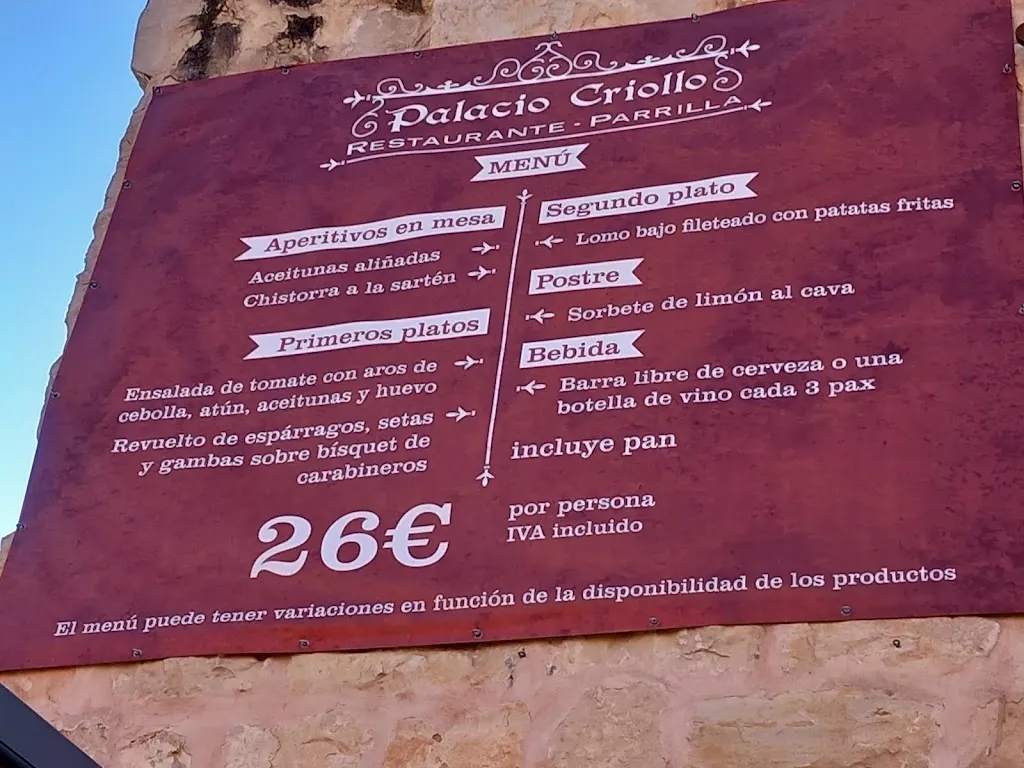 Palacio Criollo
RESTAURANTE - PARRILLA
MENÚ
Aperitivos en mesa
Aceitunas aliñadas
Chistorra a la sartén
Primeros platos
Ensalada de tomate con aros de
cebolla, atún, aceitunas y huevo
Revuelto de espárragos, setas
y gambas sobre bísquet de
carabineros
Segundo plato
Lomo bajo fileteado con patatas fritas
Postre
Sorbete de limón al cava
Bebida
Barra libre de cerveza o una
botella de vino cada 3 pax
incluye pan
26€
por persona
IVA incluido
El menú puede tener variaciones en función de la disponibilidad de los productos